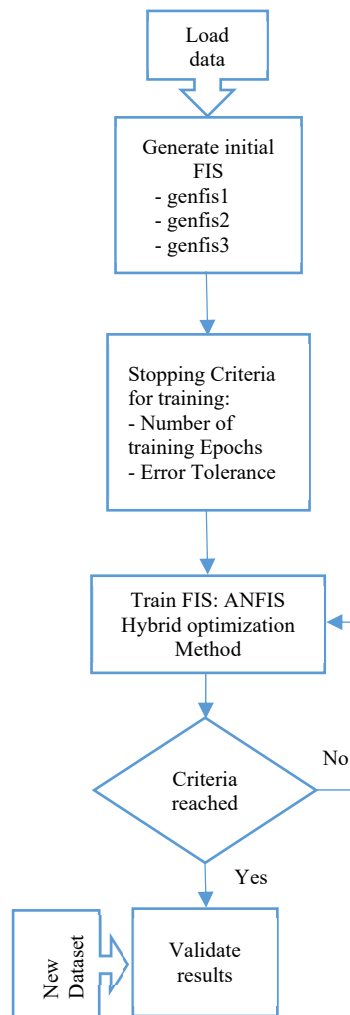 Load
data
Generate initial
FIS
- genfis1
- genfis2
- genfis3
Stopping Criteria
for training:
- Number of
training Epochs
- Error Tolerance
Train FIS: ANFIS
Hybrid optimization
Method
No
Criteria
reached
Yes
New
Dataset
Validate
results